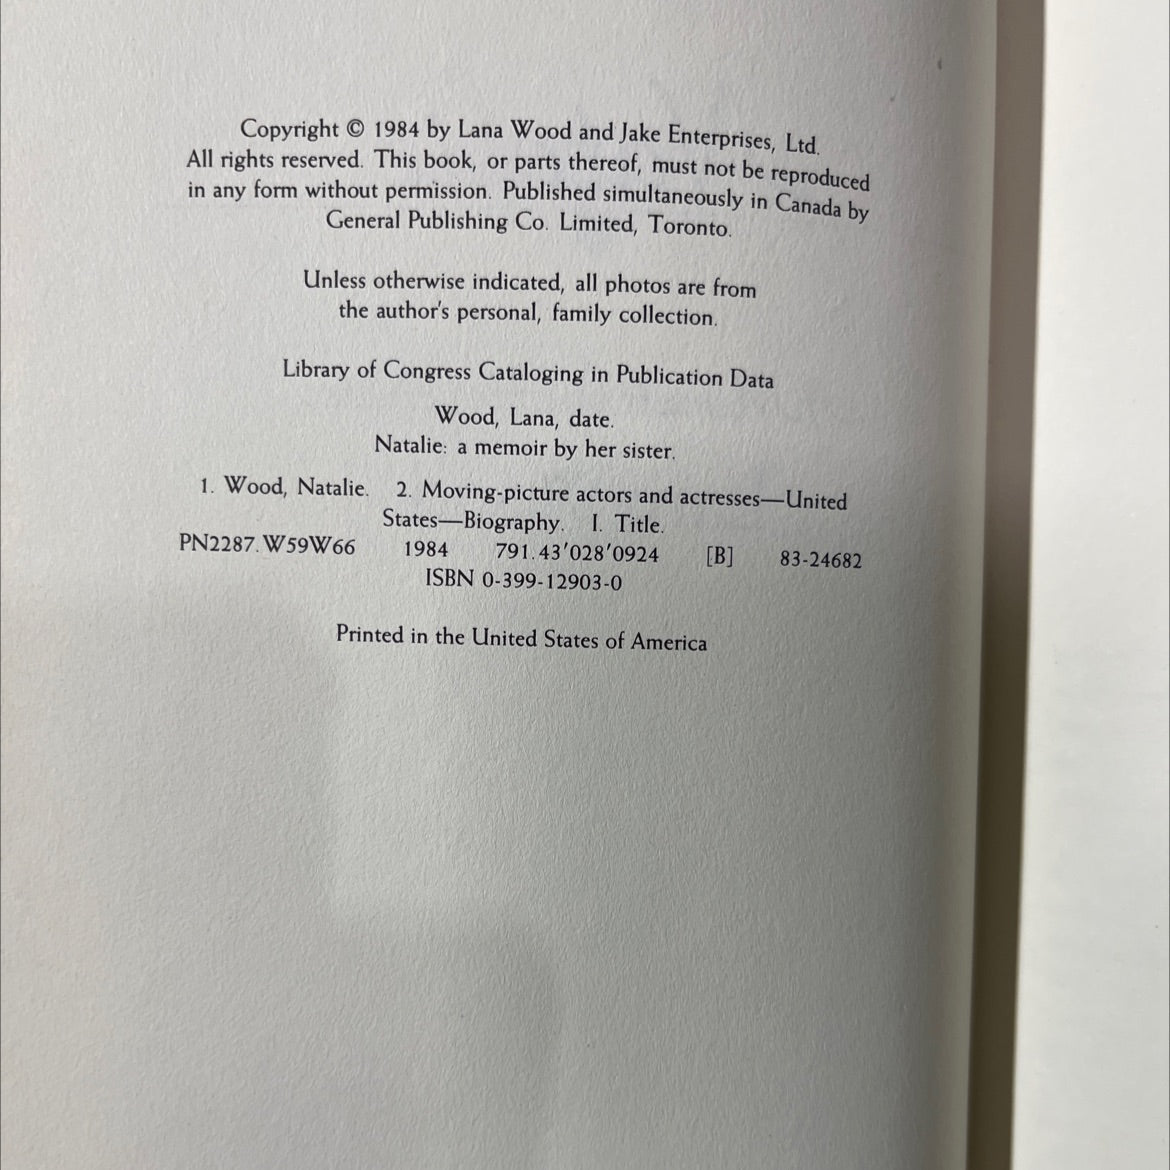 Copyright © 1984 by Lana Wood and Jake Enterprises, Ltd.
All rights reserved. This book, or parts thereof, must not be reproduced
in any form without permission. Published simultaneously in Canada by
General Publishing Co. Limited, Toronto.
Unless otherwise indicated, all photos are from
the author's personal, family collection.
Library of Congress Cataloging in Publication Data
Wood, Lana, date.
Natalie: a memoir by her sister.
1. Wood, Natalie. 2. Moving-picture actors and actresses—United
States—Biography. I. Title.
PN2287.W59W66 1984 791.43'028'0924 [B] 83-24682
ISBN 0-399-12903-0
Printed in the United States of America